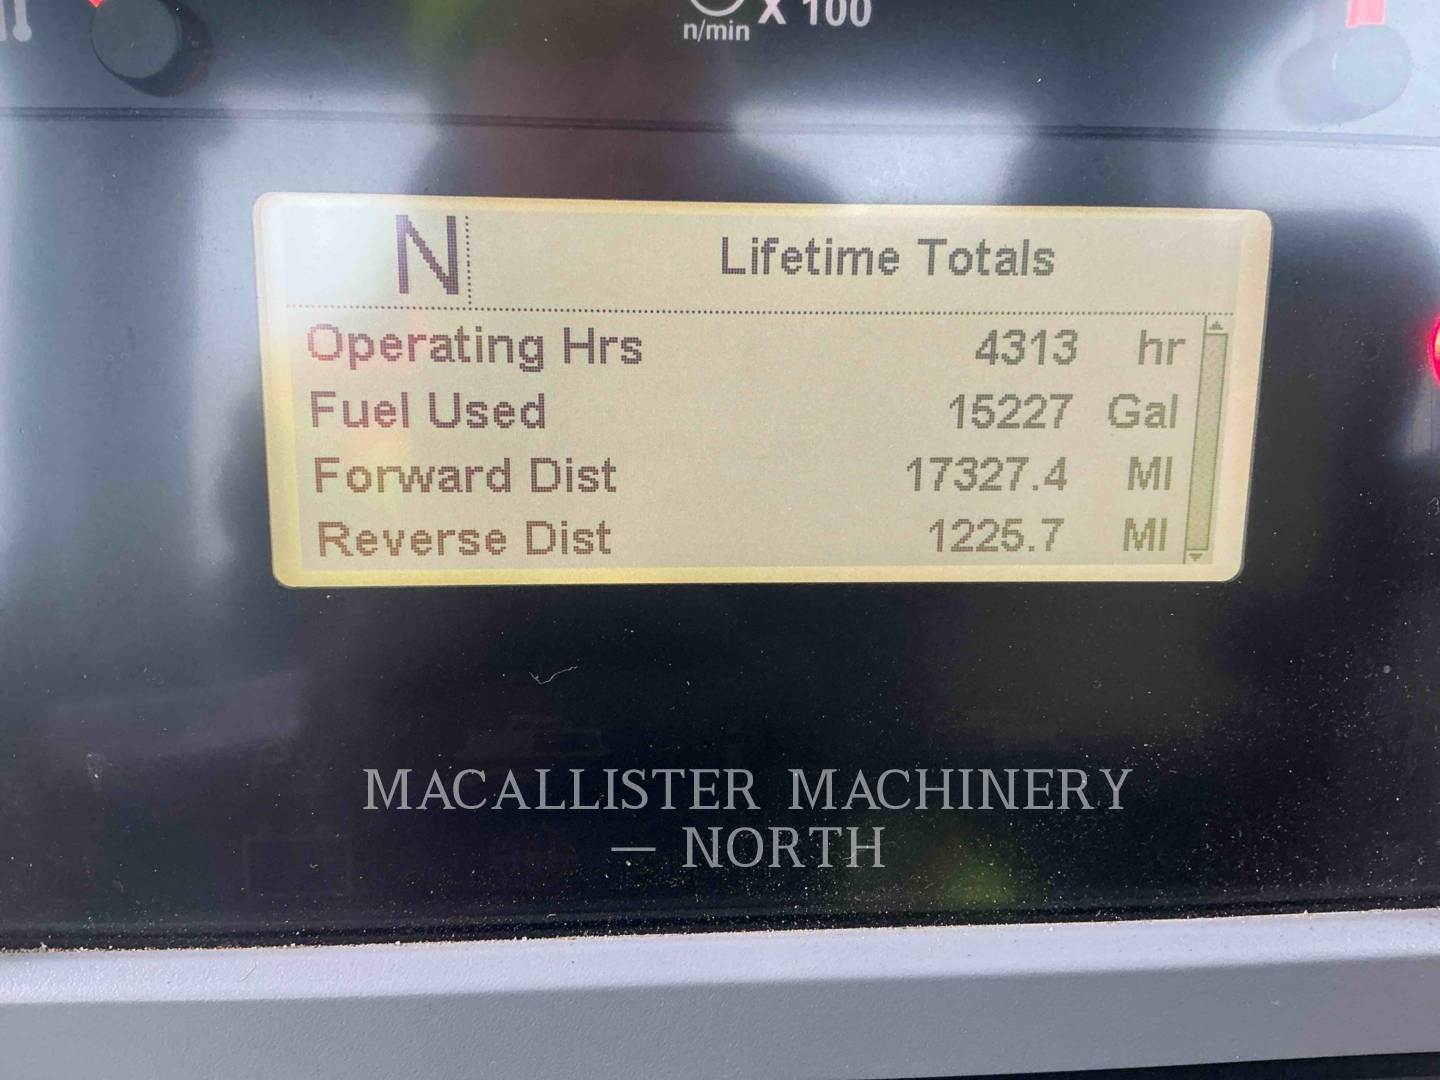 n/min X 100
N Lifetime Totals
Operating Hrs 4313 hr
Fuel Used 15227 Gal
Forward Dist 17327.4 MI
Reverse Dist 1225.7 MI
MACALLISTER MACHINERY
— NORTH